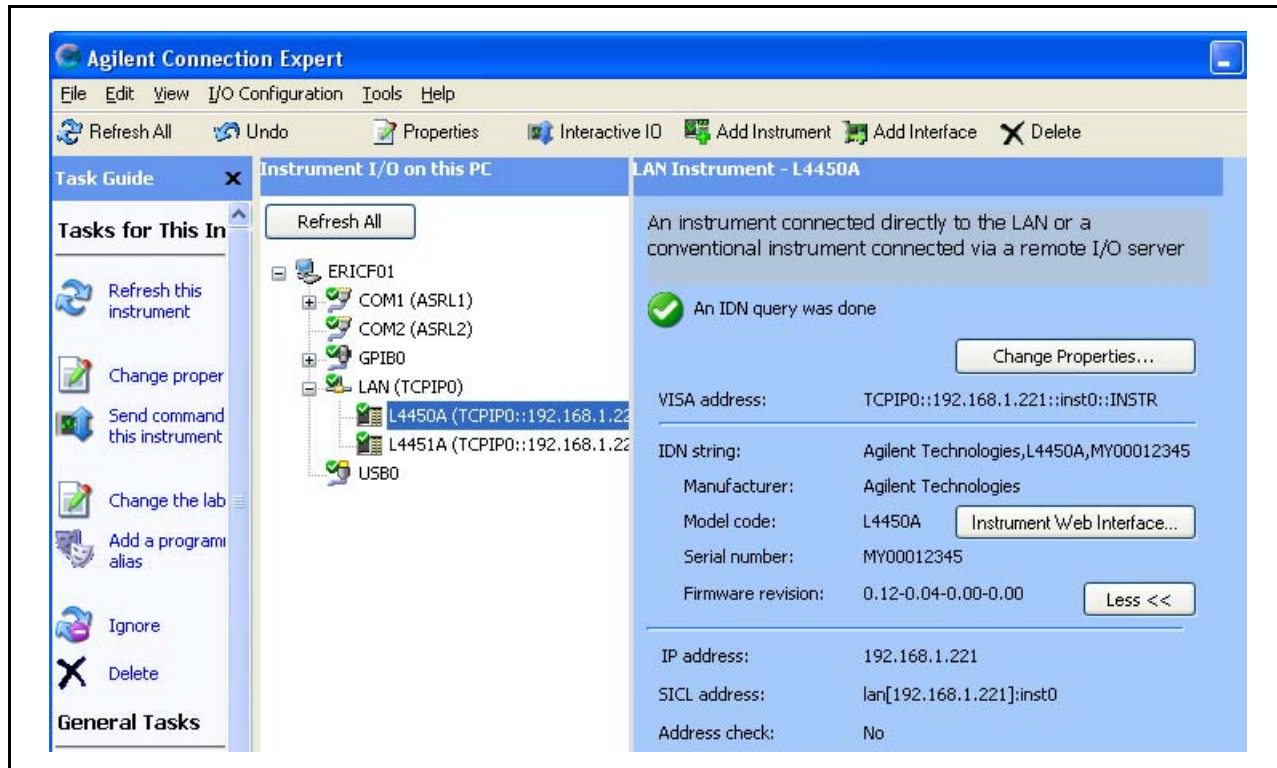 Agilent Connection Expert
File Edit View I/O Configuration Tools Help
Refresh All Undo Properties Interactive IO Add Instrument Add Interface Delete
Task Guide
Tasks for This In
Refresh this
instrument
Change proper
Send command
this instrument
Change the lab
Add a programm
alias
Ignore
Delete
General Tasks
Instrument I/O on this PC
Refresh All
ERICF01
COM1 (ASRL1)
COM2 (ASRL2)
GPIB0
LAN (TCPIP0)
L4450A (TCPIP0::192.168.1.22
L4451A (TCPIP0::192.168.1.22
USB0
LAN Instrument - L4450A
An instrument connected directly to the LAN or a
conventional instrument connected via a remote I/O server
An IDN query was done
Change Properties...
VISA address: TCPIP0::192.168.1.221::inst0::INSTR
IDN string: Agilent Technologies,L4450A,MY00012345
Manufacturer: Agilent Technologies
Model code: L4450A Instrument Web Interface...
Serial number: MY00012345
Firmware revision: 0.12-0.04-0.00-0.00 Less <<
IP address: 192.168.1.221
SICL address: lan[192.168.1.221]:inst0
Address check: No